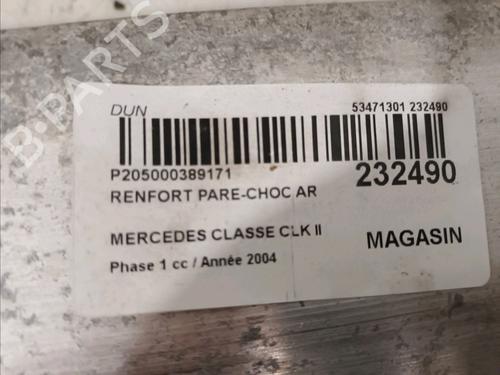 B-PARTS
DUN
53471301 232490
P205000389171
232490
RENFORT PARE-CHOC AR
MERCEDES CLASSE CLK II
MAGASIN
Phase 1 cc / Année 2004